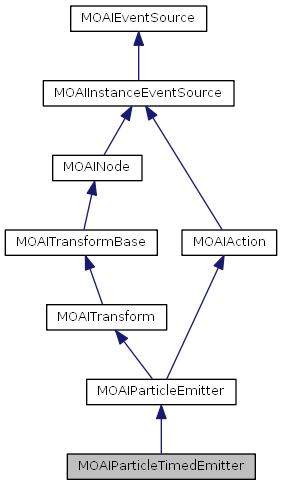 MOAIEventSource
MOAIInstanceEventSource
MOAINode
MOAITransformBase
MOAIAction
MOAITransform
MOAIParticleEmitter
MOAIParticleTimedEmitter